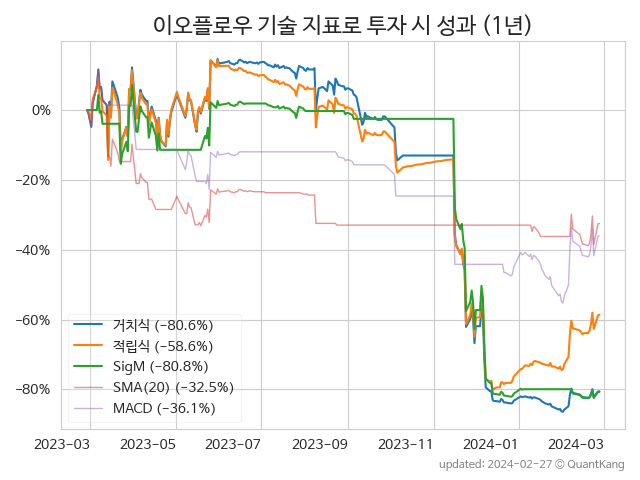 이오플로우 기술 지표로 투자 시 성과 (1년)
0%
−20%
−40%
−60%
−80%
거치식 (−80.6%)
적립식 (−58.6%)
SigM (−80.8%)
SMA(20) (−32.5%)
MACD (−36.1%)
2023-03 2023-05 2023-07 2023-09 2023-11 2024-01 2024-03
updated: 2024-02-27 © QuantKang